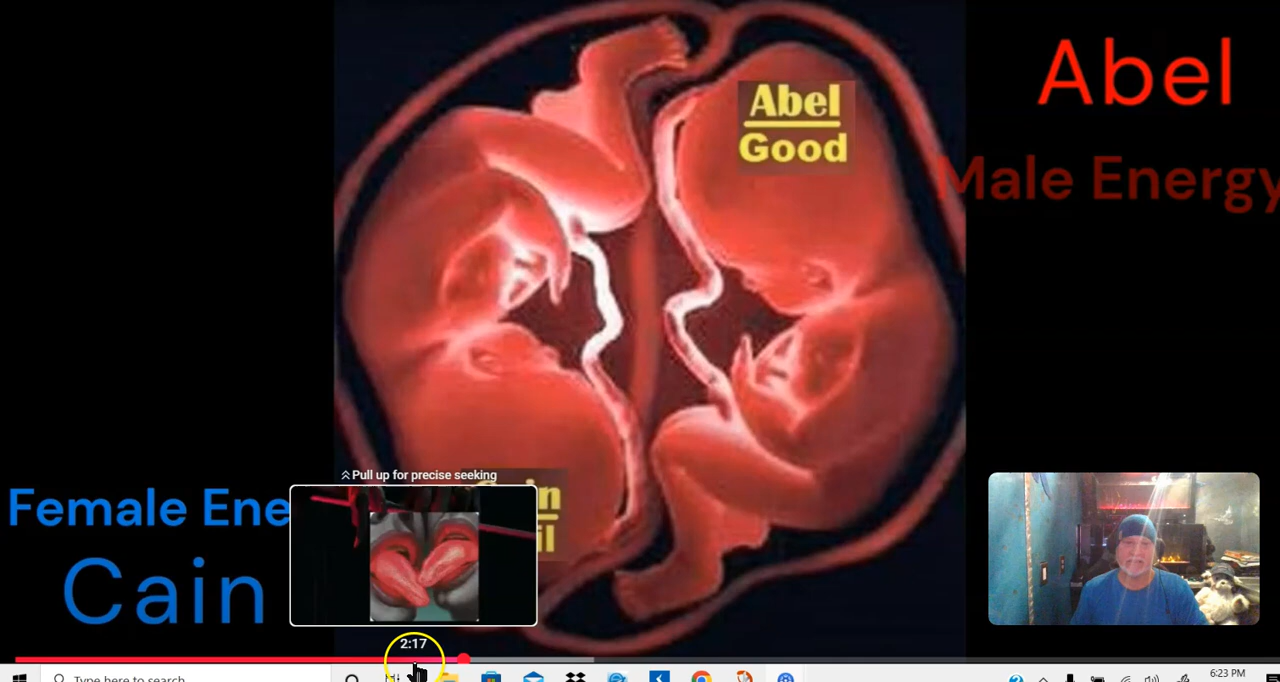 Abel
Good
Abel
Male Energy
Pull up for precise seeking
Female Ene
Cain
2:17
Type here to search
6:23 PM